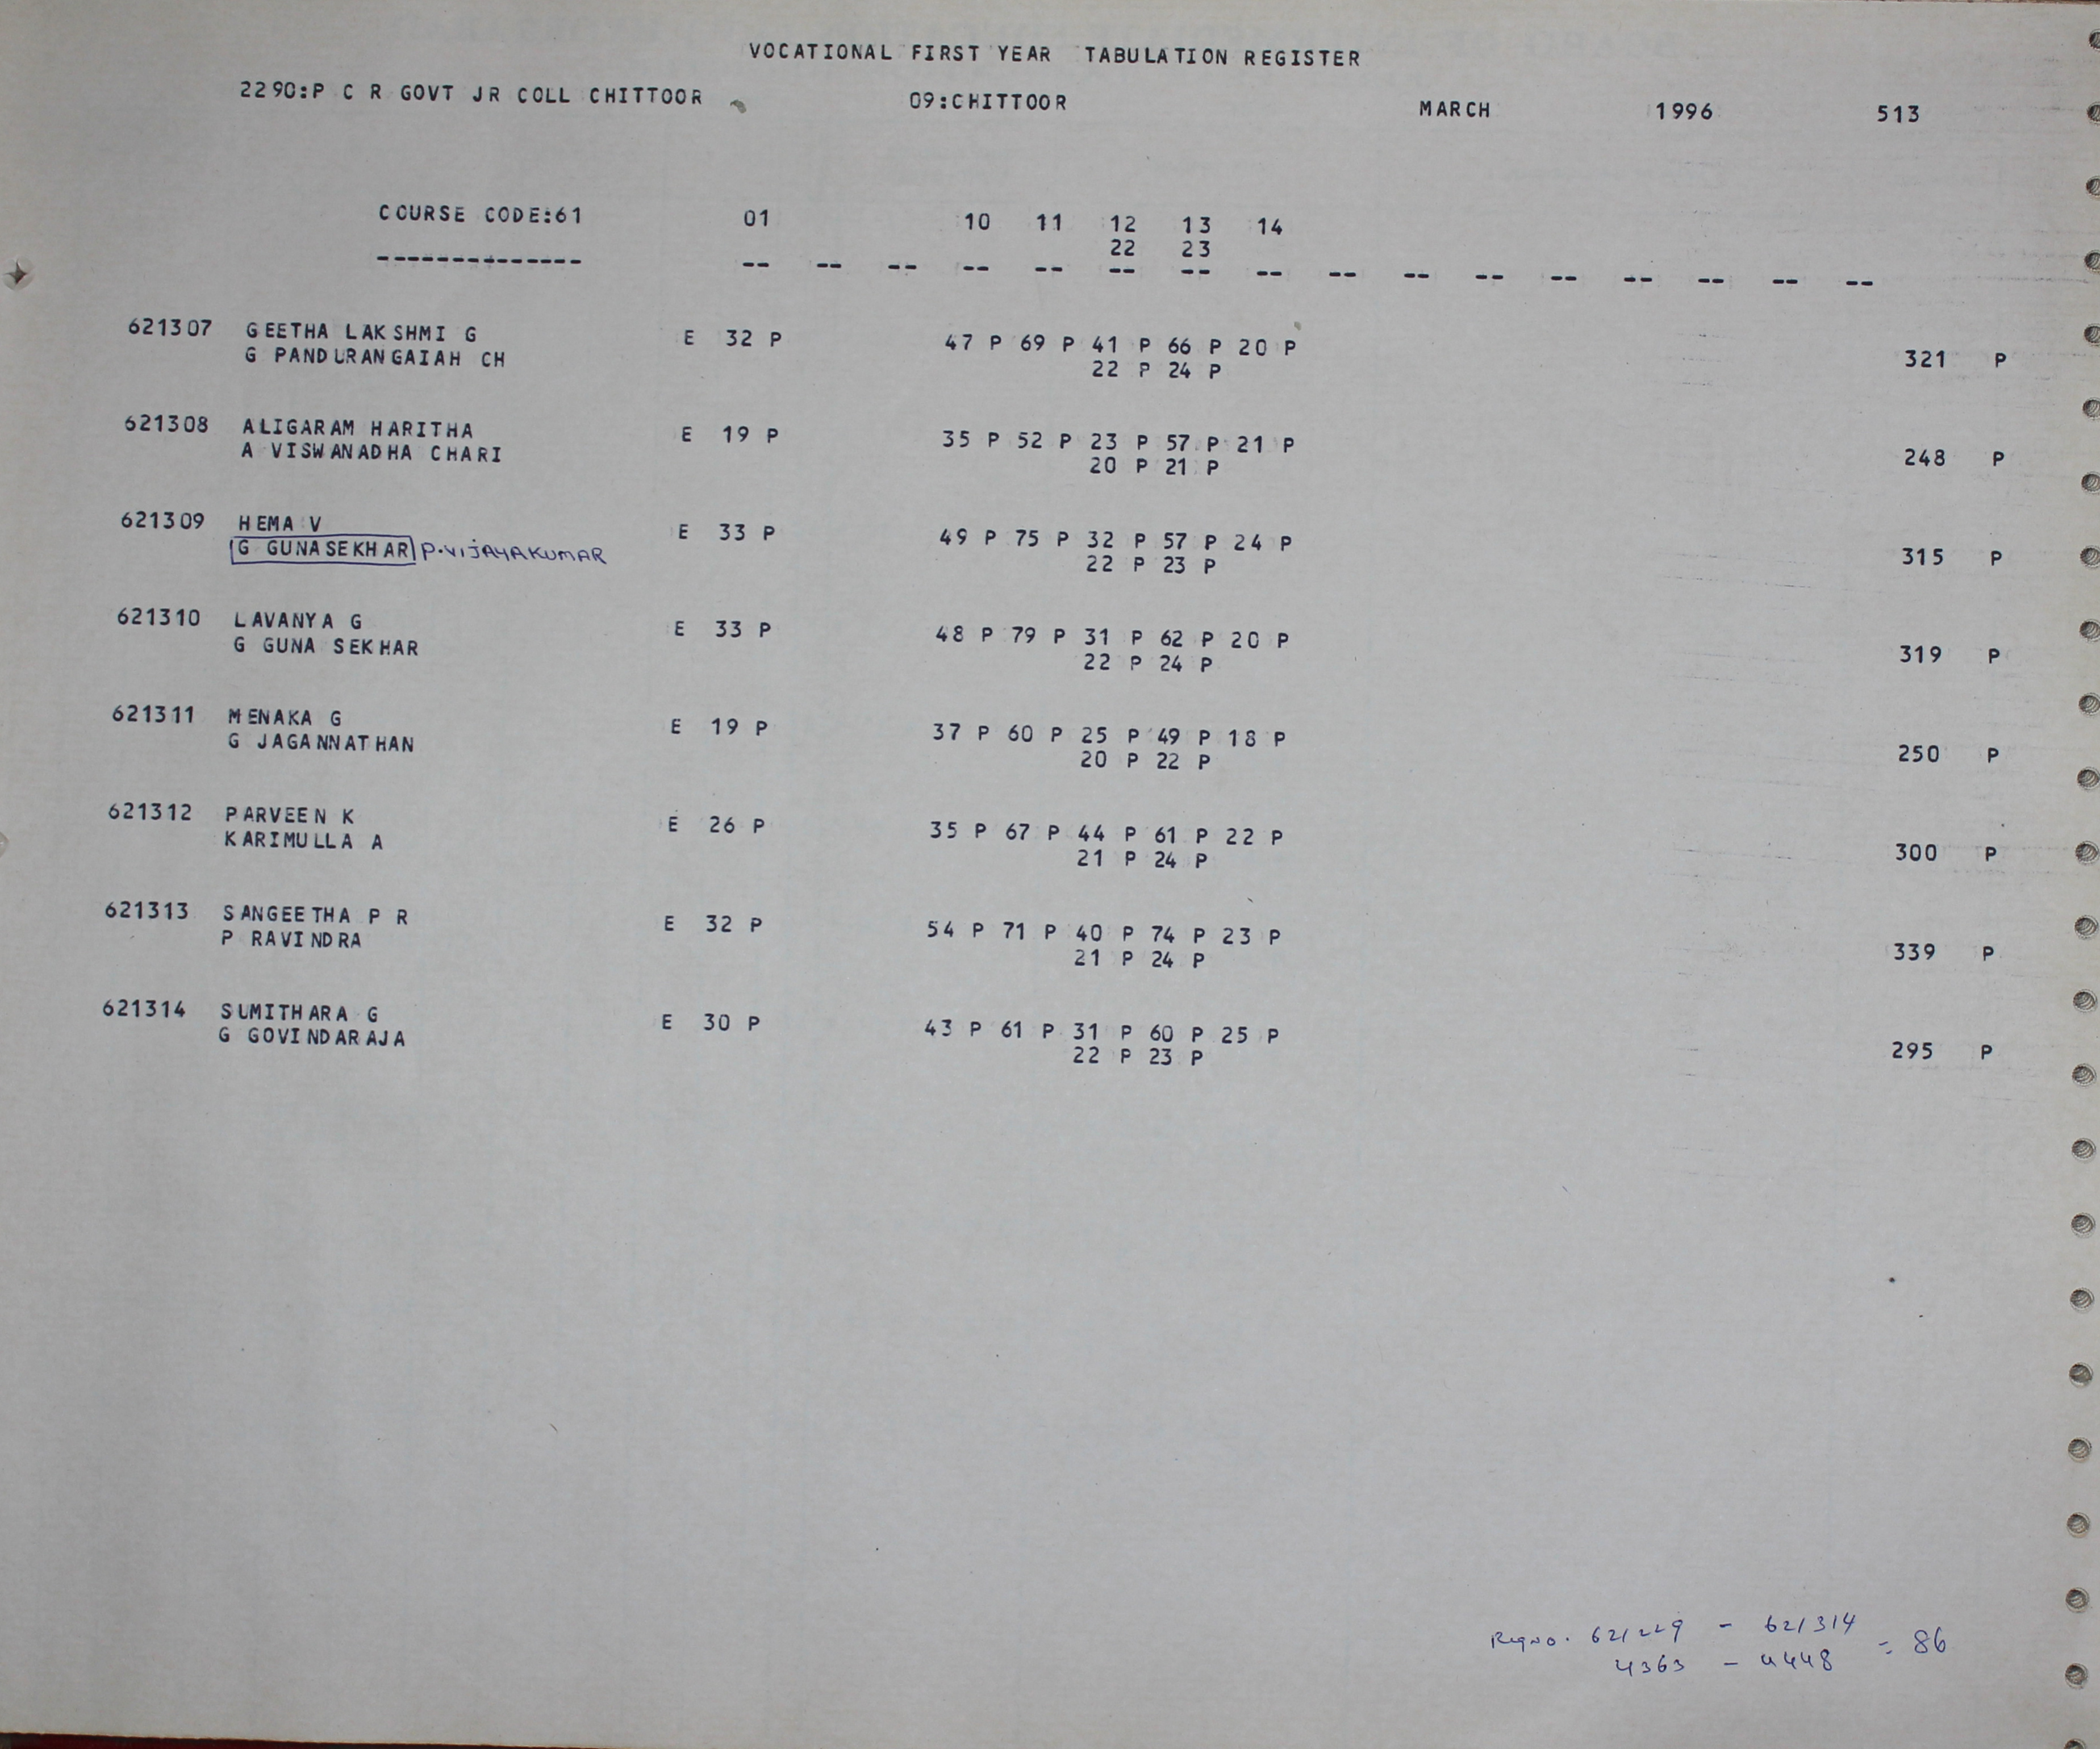 VOCATIONAL FIRST YEAR TABULATION REGISTER
2290:P C R GOVT JR COLL CHITTOOR 09:CHITTOOR MARCH 1996 513
COURSE CODE:61 01 10 11 12 13 14
22 23
-------------- -- -- -- -- -- -- -- -- -- -- -- -- -- -- -- --
621307 GEETHA LAKSHMI G E 32 P 47 P 69 P 41 P 66 P 20 P
G PANDURANGAIAH CH 22 P 24 P 321 P
621308 ALIGARAM HARITHA E 19 P 35 P 52 P 23 P 57 P 21 P
A VISWANADHA CHARI 20 P 21 P 248 P
621309 HEMA V E 33 P 49 P 75 P 32 P 57 P 24 P
G GUNASEKHAR P.VIJAYAKUMAR 22 P 23 P 315 P
621310 LAVANYA G E 33 P 48 P 79 P 31 P 62 P 20 P
G GUNA SEKHAR 22 P 24 P 319 P
621311 MENAKA G E 19 P 37 P 60 P 25 P 49 P 18 P
G JAGANNATHAN 20 P 22 P 250 P
621312 PARVEEN K E 26 P 35 P 67 P 44 P 61 P 22 P
KARIMULLA A 21 P 24 P 300 P
621313 SANGEETHA P R E 32 P 54 P 71 P 40 P 74 P 23 P
P RAVINDRA 21 P 24 P 339 P
621314 SUMITHARA G E 30 P 43 P 61 P 31 P 60 P 25 P
G GOVINDARAJA 22 P 23 P 295 P
Regno. 621229 - 621314 = 86
4363 - 4448